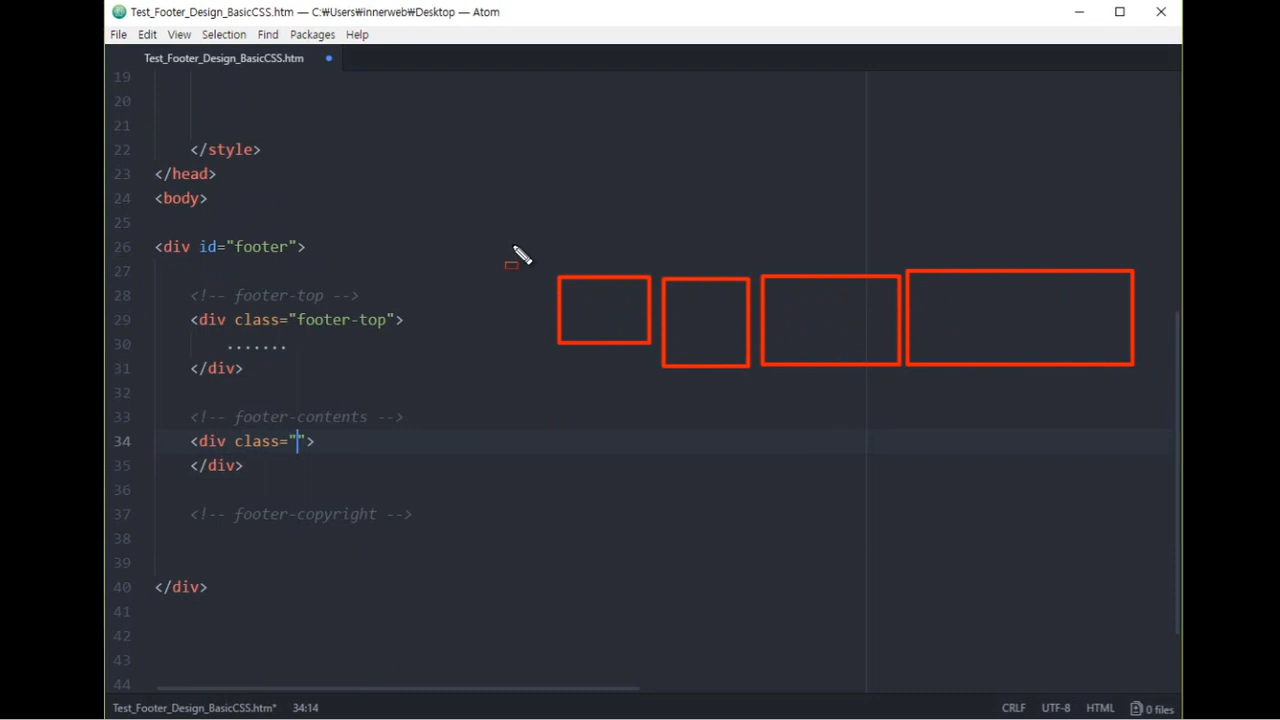 Test_Footer_Design_BasicCSS.htm — C:₩Users₩innerweb₩Desktop — Atom
File Edit View Selection Find Packages Help
Test_Footer_Design_BasicCSS.htm
19
20
21
22 </style>
23 </head>
24 <body>
25
26 <div id="footer">
27
28 <!-- footer-top -->
29 <div class="footer-top">
30 .......
31 </div>
32
33 <!-- footer-contents -->
34 <div class="">
35 </div>
36
37 <!-- footer-copyright -->
38
39
40 </div>
41
42
43
44
Test_Footer_Design_BasicCSS.htm* 34:14 CRLF UTF-8 HTML 0 files